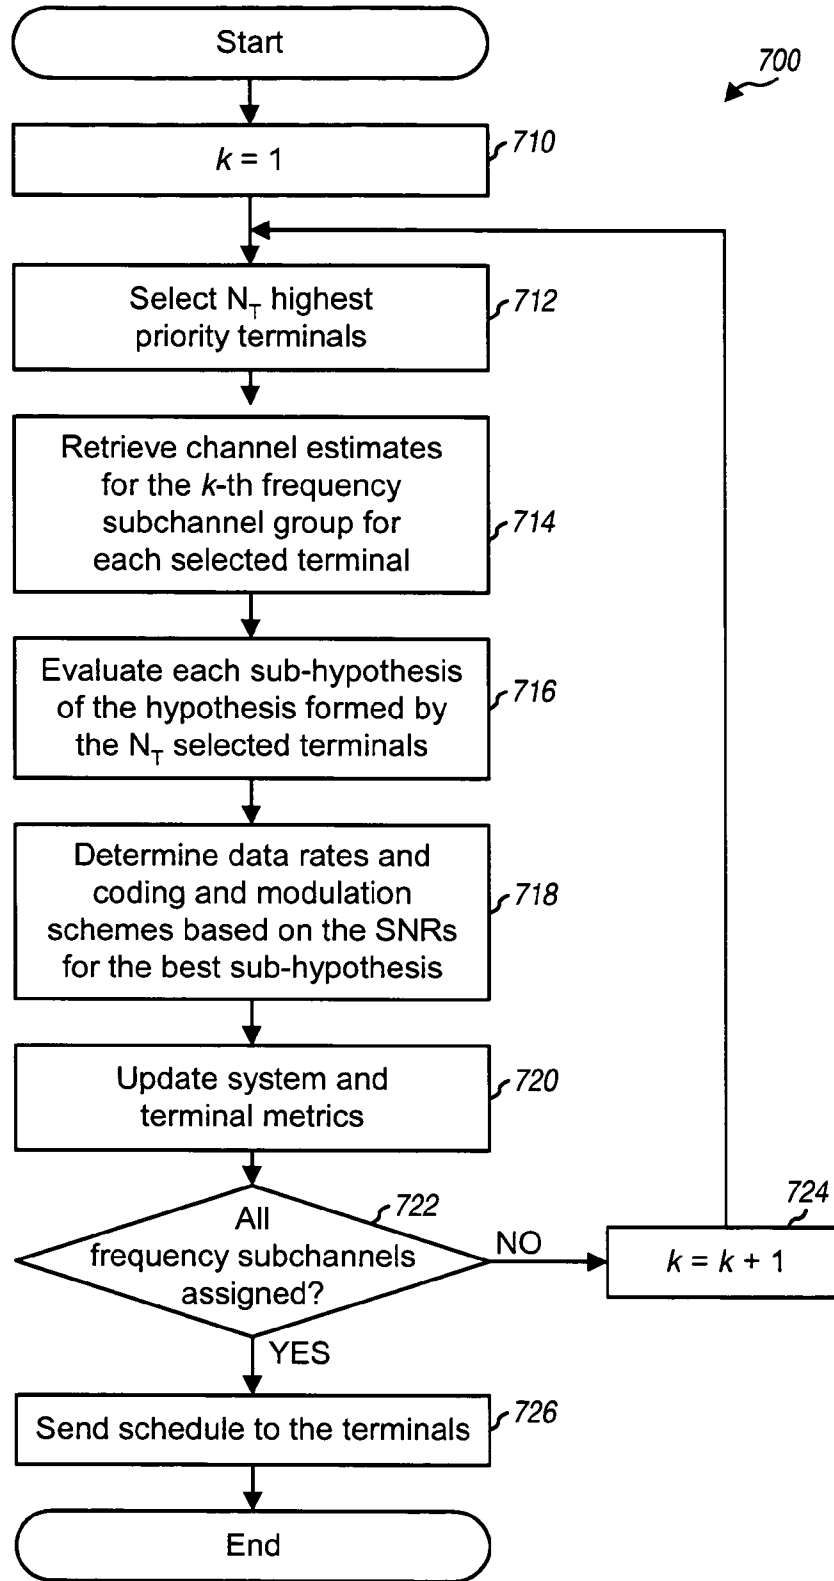 Start
700
k = 1
710
Select N_T highest
priority terminals
712
Retrieve channel estimates
for the k-th frequency
subchannel group for
each selected terminal
714
Evaluate each sub-hypothesis
of the hypothesis formed by
the N_T selected terminals
716
Determine data rates and
coding and modulation
schemes based on the SNRs
for the best sub-hypothesis
718
Update system and
terminal metrics
720
All
frequency subchannels
assigned?
722
NO
k = k + 1
724
YES
Send schedule to the terminals
726
End